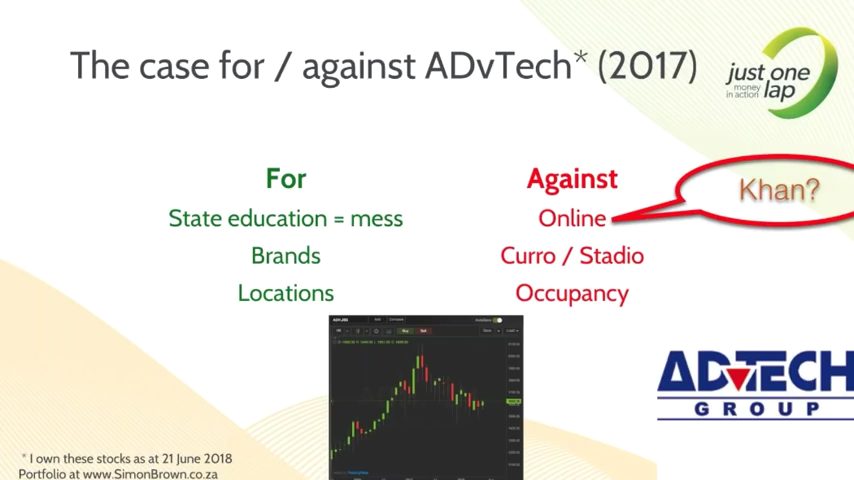 The case for / against ADvTech* (2017)
just one
lap
money
in action
For
Against
Khan?
State education = mess
Online
Brands
Curro / Stadio
Locations
Occupancy
Buy
Sell
ADvTECH
GROUP
* I own these stocks as at 21 June 2018
Portfolio at www.SimonBrown.co.za